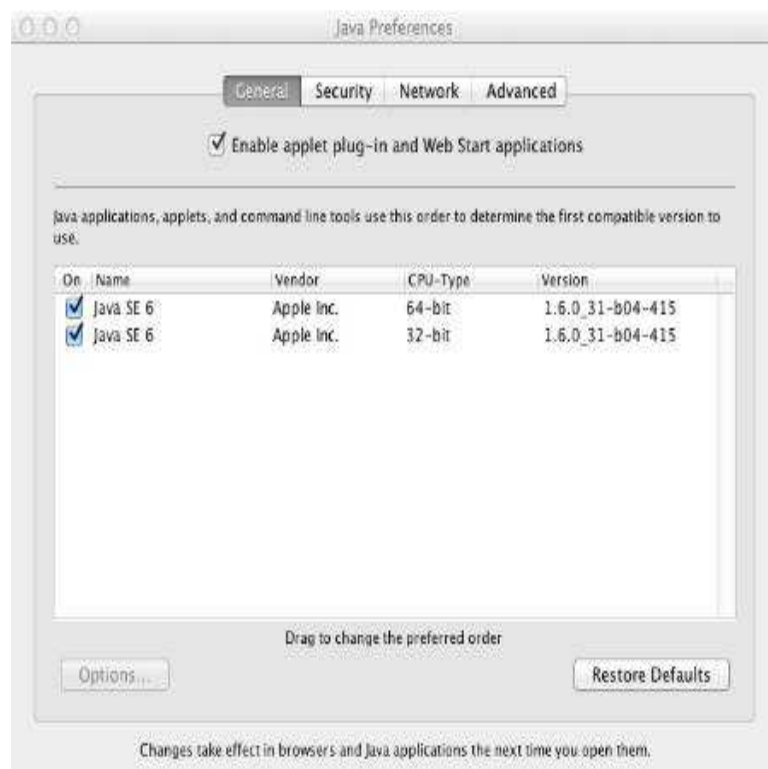 Java Preferences
General Security Network Advanced
Enable applet plug-in and Web Start applications
Java applications, applets, and command line tools use this order to determine the first compatible version to
use.
On Name Vendor CPU-Type Version
Java SE 6 Apple Inc. 64-bit 1.6.0_31-b04-415
Java SE 6 Apple Inc. 32-bit 1.6.0_31-b04-415
Drag to change the preferred order
Options... Restore Defaults
Changes take effect in browsers and Java applications the next time you open them.